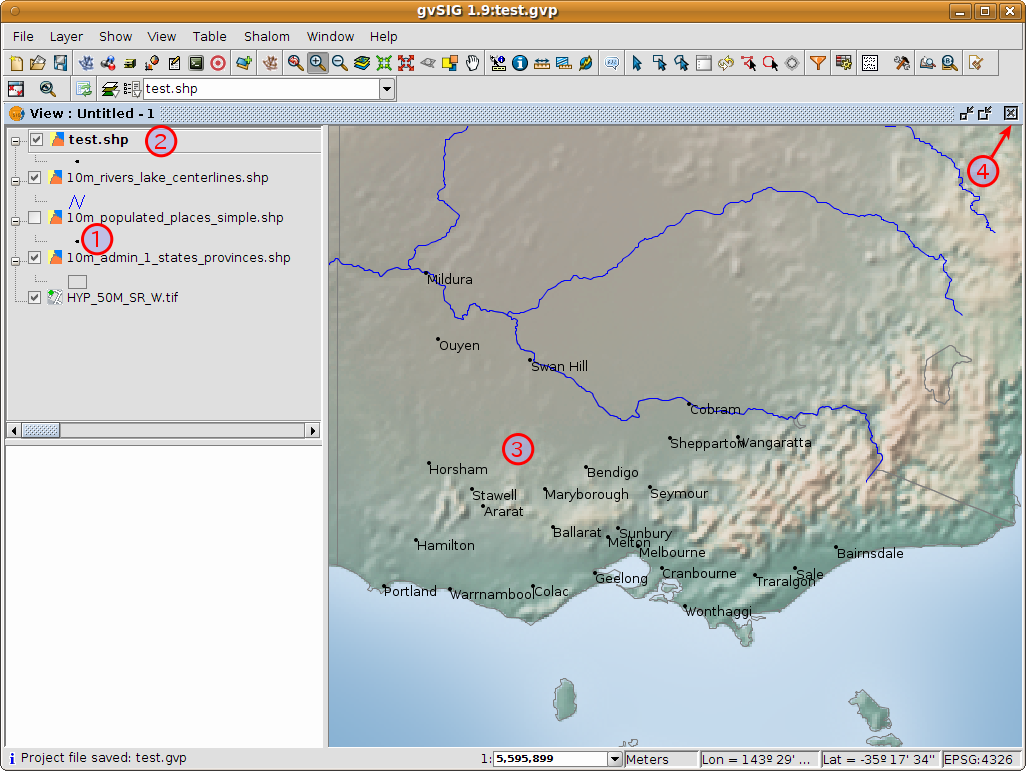 gvSIG 1.9:test.gvp
File Layer Show View Table Shalom Window Help
test.shp
View : Untitled - 1
test.shp
2
10m_rivers_lake_centerlines.shp
10m_populated_places_simple.shp
1
10m_admin_1_states_provinces.shp
HYP_50M_SR_W.tif
4
Mildura
Ouyen
Swan Hill
Cobram
Shepparton
Wangaratta
3
Horsham
Bendigo
Stawell
Maryborough
Seymour
Ararat
Ballarat
Sunbury
Melton
Hamilton
Melbourne
Bairnsdale
Geelong
Cranbourne
Traralgon
Sale
Portland
Warrnambool
Colac
Wonthaggi
Project file saved: test.gvp
1: 5,595,899
Meters
Lon = 143º 29' ...
Lat = -35º 17' 34"
EPSG:4326